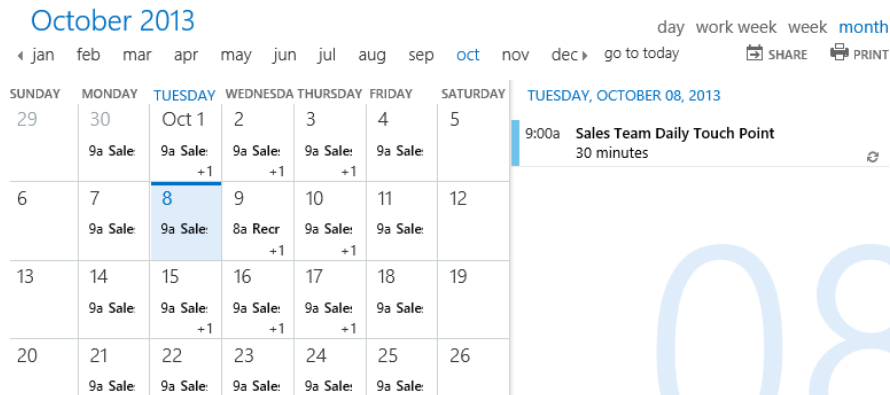 October 2013
day work week week month
jan feb mar apr may jun jul aug sep oct nov dec go to today SHARE PRINT
SUNDAY MONDAY TUESDAY WEDNESDA THURSDAY FRIDAY SATURDAY
29 30 Oct 1 2 3 4 5
9a Sale 9a Sale 9a Sale 9a Sale 9a Sale
+1 +1 +1
6 7 8 9 10 11 12
9a Sale 9a Sale 8a Recr 9a Sale 9a Sale
+1 +1
13 14 15 16 17 18 19
9a Sale 9a Sale 9a Sale 9a Sale 9a Sale
+1 +1 +1
20 21 22 23 24 25 26
9a Sale 9a Sale 9a Sale 9a Sale 9a Sale
TUESDAY, OCTOBER 08, 2013
9:00a Sales Team Daily Touch Point
30 minutes
08